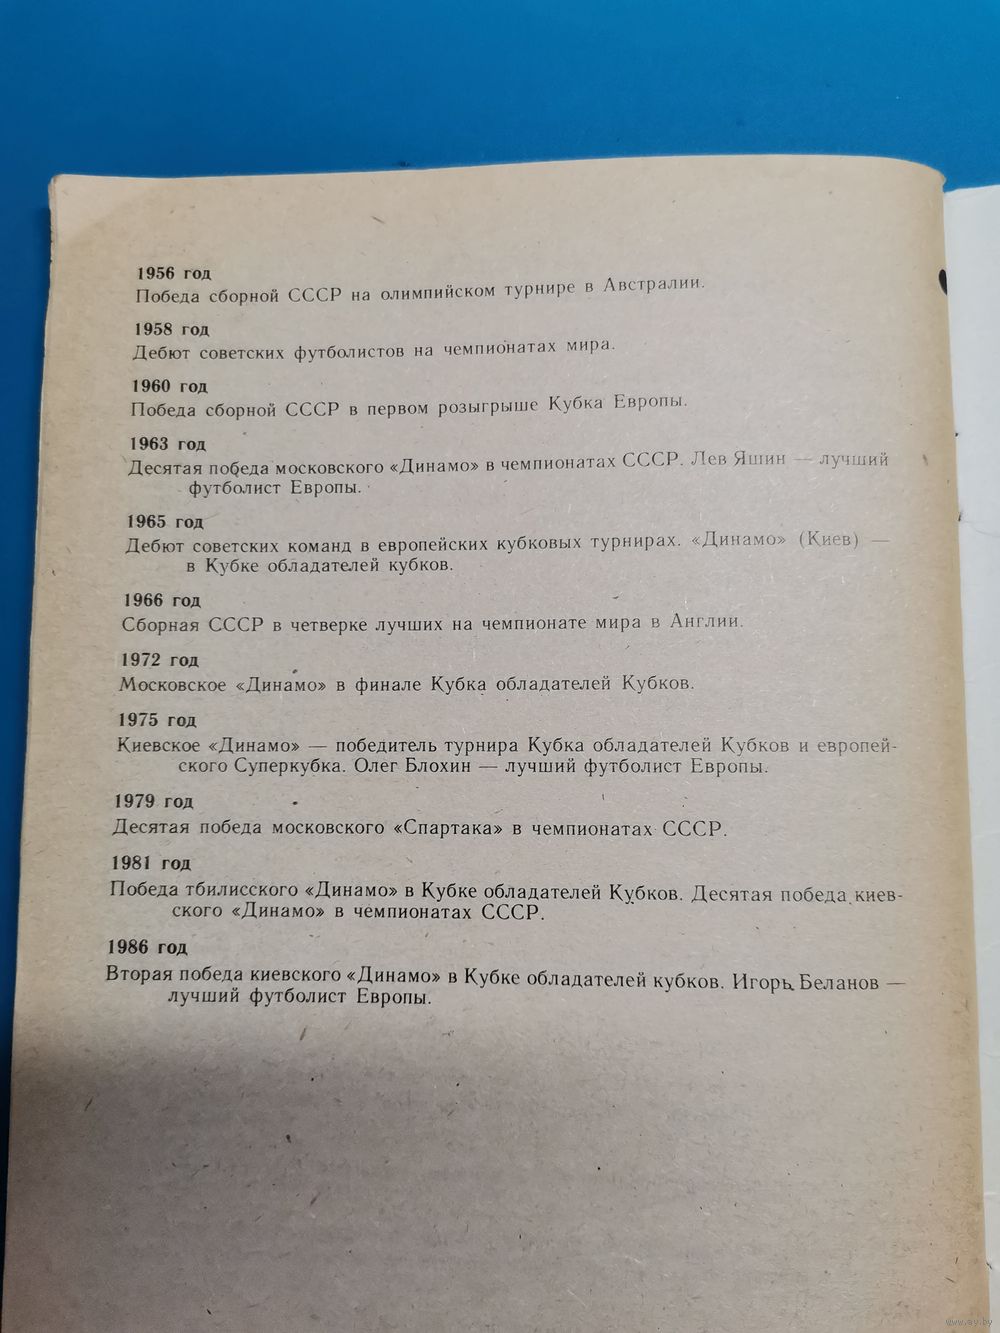 1956 год
Победа сборной СССР на олимпийском турнире в Австралии.
1958 год
Дебют советских футболистов на чемпионатах мира.
1960 год
Победа сборной СССР в первом розыгрыше Кубка Европы.
1963 год
Десятая победа московского «Динамо» в чемпионатах СССР. Лев Яшин — лучший
футболист Европы.
1965 год
Дебют советских команд в европейских кубковых турнирах. «Динамо» (Киев) —
в Кубке обладателей кубков.
1966 год
Сборная СССР в четверке лучших на чемпионате мира в Англии.
1972 год
Московское «Динамо» в финале Кубка обладателей Кубков.
1975 год
Киевское «Динамо» — победитель турнира Кубка обладателей Кубков и европей-
ского Суперкубка. Олег Блохин — лучший футболист Европы.
1979 год
Десятая победа московского «Спартака» в чемпионатах СССР.
1981 год
Победа тбилисского «Динамо» в Кубке обладателей Кубков. Десятая победа киев-
ского «Динамо» в чемпионатах СССР.
1986 год
Вторая победа киевского «Динамо» в Кубке обладателей кубков. Игорь Беланов —
лучший футболист Европы.
www.ay.by